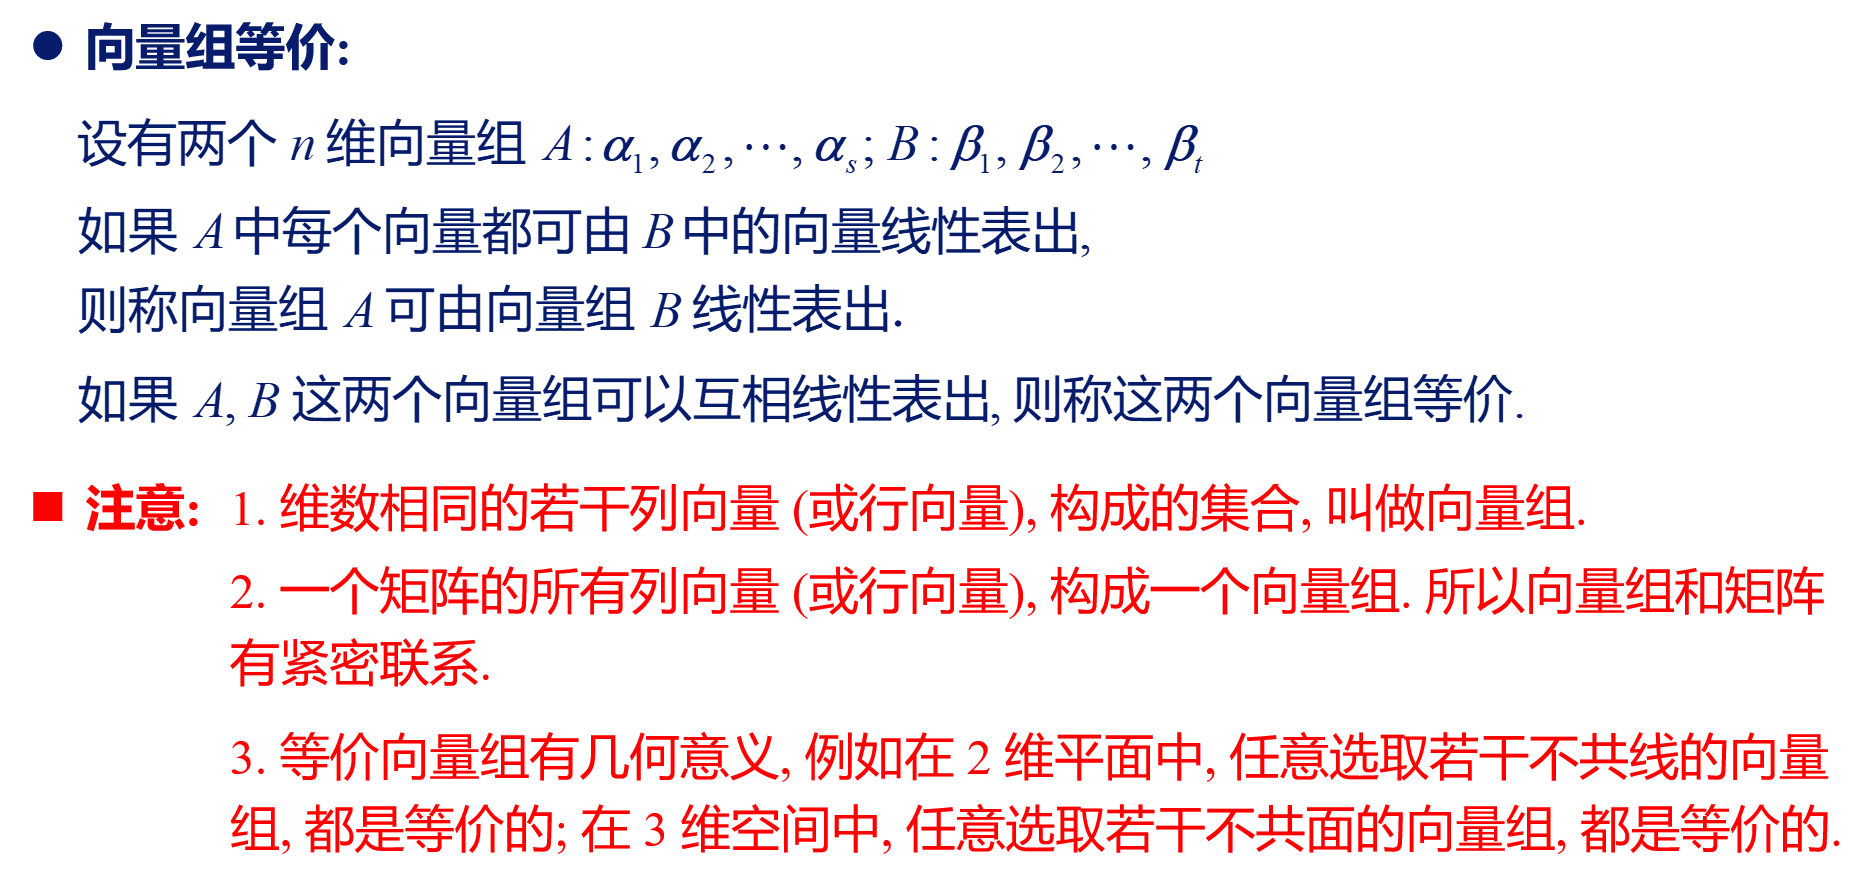 ● 向量组等价:
设有两个 n 维向量组 A : α₁, α₂, ⋯, αₛ; B : β₁, β₂, ⋯, βₜ
如果 A 中每个向量都可由 B 中的向量线性表出,
则称向量组 A 可由向量组 B 线性表出.
如果 A, B 这两个向量组可以互相线性表出, 则称这两个向量组等价.
■ 注意: 1. 维数相同的若干列向量 (或行向量), 构成的集合, 叫做向量组.
2. 一个矩阵的所有列向量 (或行向量), 构成一个向量组. 所以向量组和矩阵
有紧密联系.
3. 等价向量组有几何意义, 例如在 2 维平面中, 任意选取若干不共线的向量
组, 都是等价的; 在 3 维空间中, 任意选取若干不共面的向量组, 都是等价的.